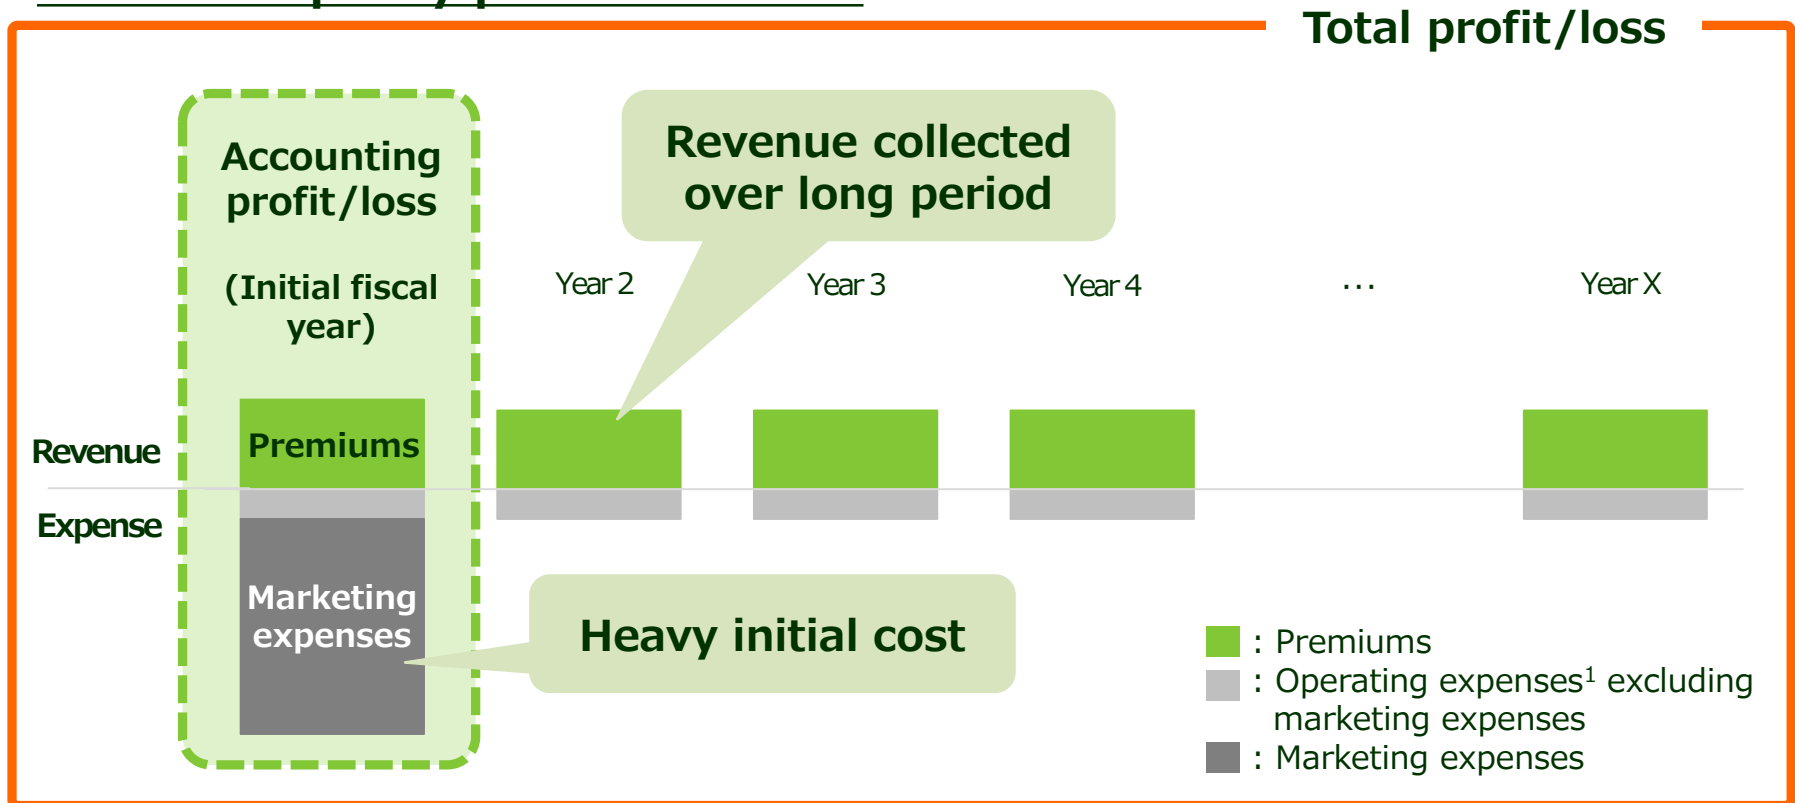 Total profit/loss
Accounting
profit/loss
(Initial fiscal
year)
Revenue collected
over long period
Year 2
Year 3
Year 4
...
Year X
Revenue
Premiums
Expense
Marketing
expenses
Heavy initial cost
: Premiums
: Operating expenses¹ excluding
marketing expenses
: Marketing expenses